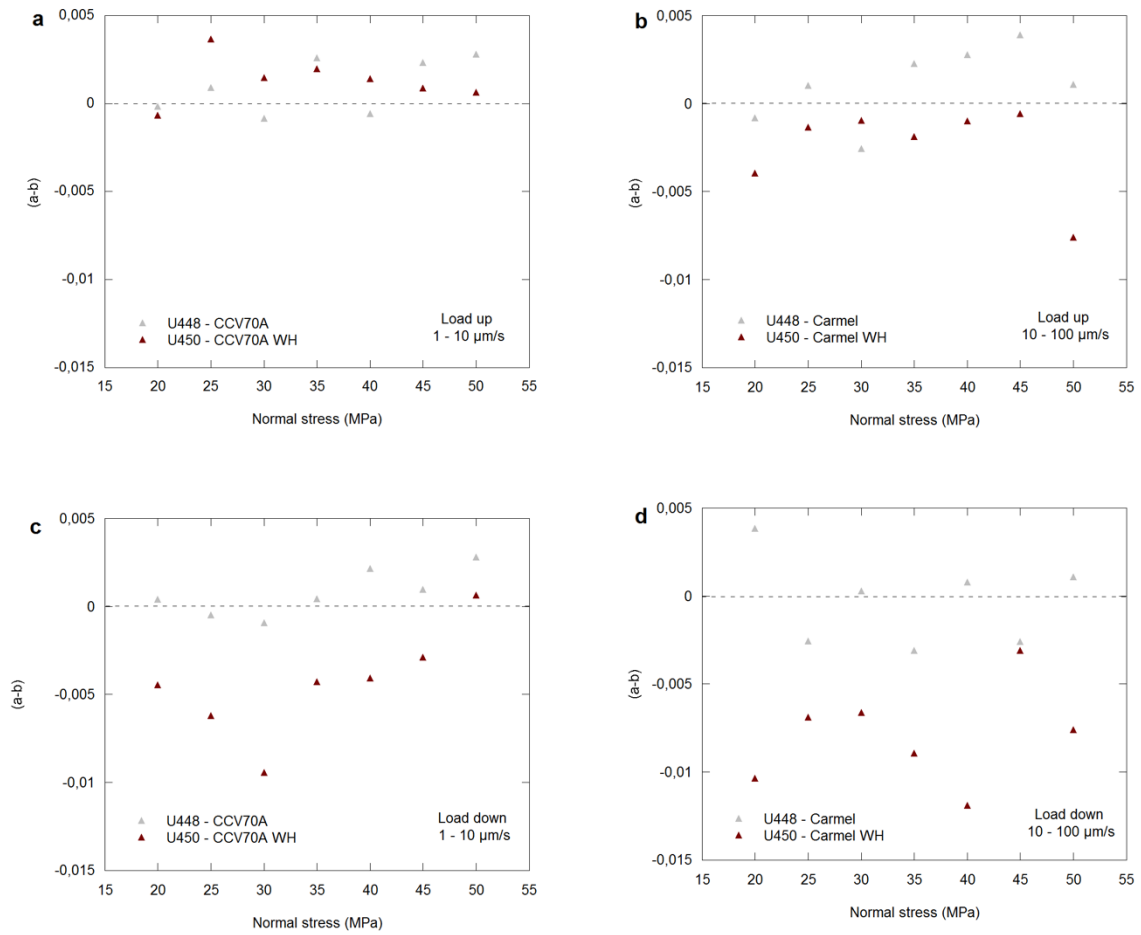 a
0,005
0
-0,005
-0,01
-0,015
(a-b)
U448 - CCV70A
U450 - CCV70A WH
Load up
1 - 10 µm/s
15 20 25 30 35 40 45 50 55
Normal stress (MPa)
b
0,005
0
-0,005
-0,01
-0,015
(a-b)
U448 - Carmel
U450 - Carmel WH
Load up
10 - 100 µm/s
15 20 25 30 35 40 45 50 55
Normal stress (MPa)
c
0,005
0
-0,005
-0,01
-0,015
(a-b)
U448 - CCV70A
U450 - CCV70A WH
Load down
1 - 10 µm/s
15 20 25 30 35 40 45 50 55
Normal stress (MPa)
d
0,005
0
-0,005
-0,01
-0,015
(a-b)
U448 - Carmel
U450 - Carmel WH
Load down
10 - 100 µm/s
15 20 25 30 35 40 45 50 55
Normal stress (MPa)